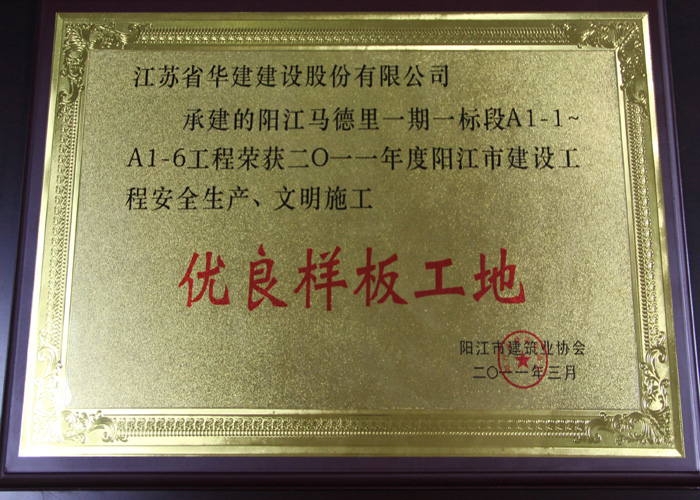 江苏省华建建设股份有限公司
承建的阳江马德里一期一标段A1-1~
A1-6工程荣获二〇一一年度阳江市建设工
程安全生产、文明施工
优良样板工地
阳江市建筑业协会
二〇一一年三月